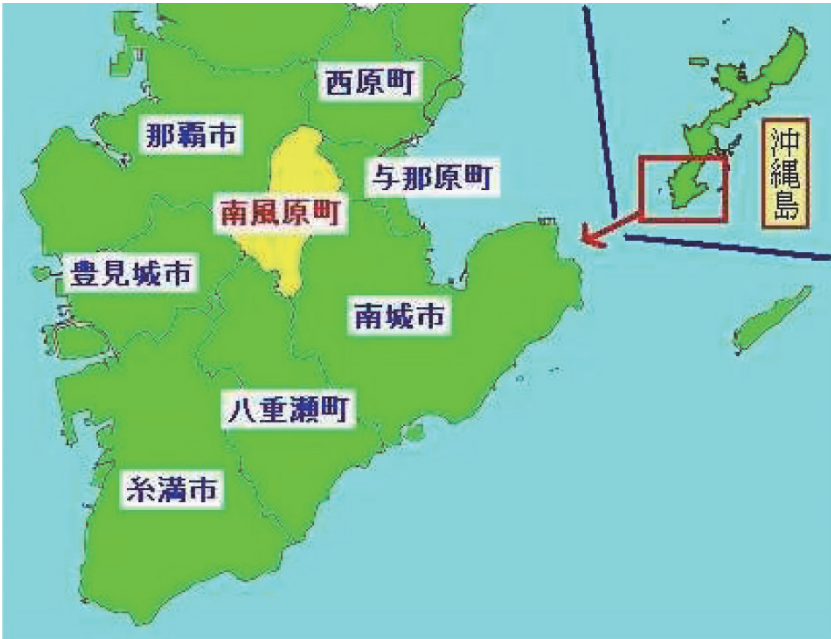 西原町
那覇市
与那原町
南風原町
豊見城市
南城市
八重瀬町
糸満市
沖縄島